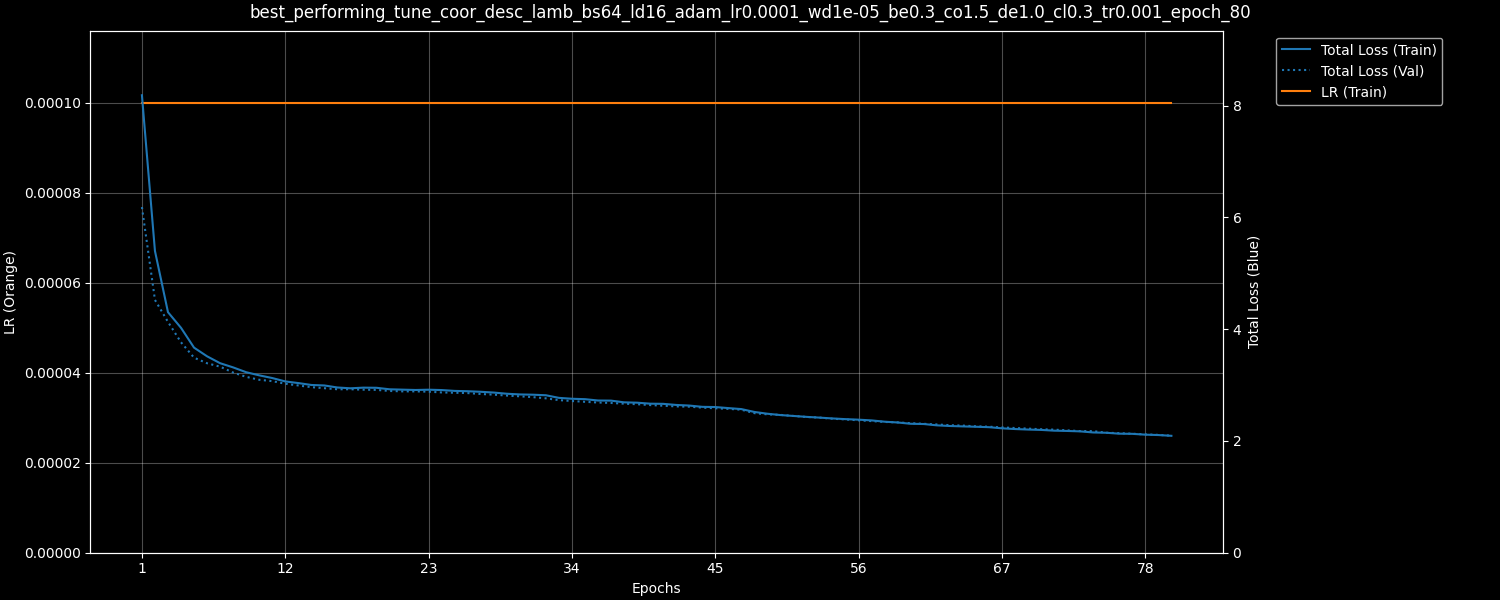 best_performing_tune_coor_desc_lamb_bs64_ld16_adam_lr0.0001_wd1e-05_be0.3_co1.5_de1.0_cl0.3_tr0.001_epoch_80
Total Loss (Train)
Total Loss (Val)
LR (Train)
LR (Orange)
0.00010
0.00008
0.00006
0.00004
0.00002
0.00000
Total Loss (Blue)
8
6
4
2
0
1 12 23 34 45 56 67 78
Epochs